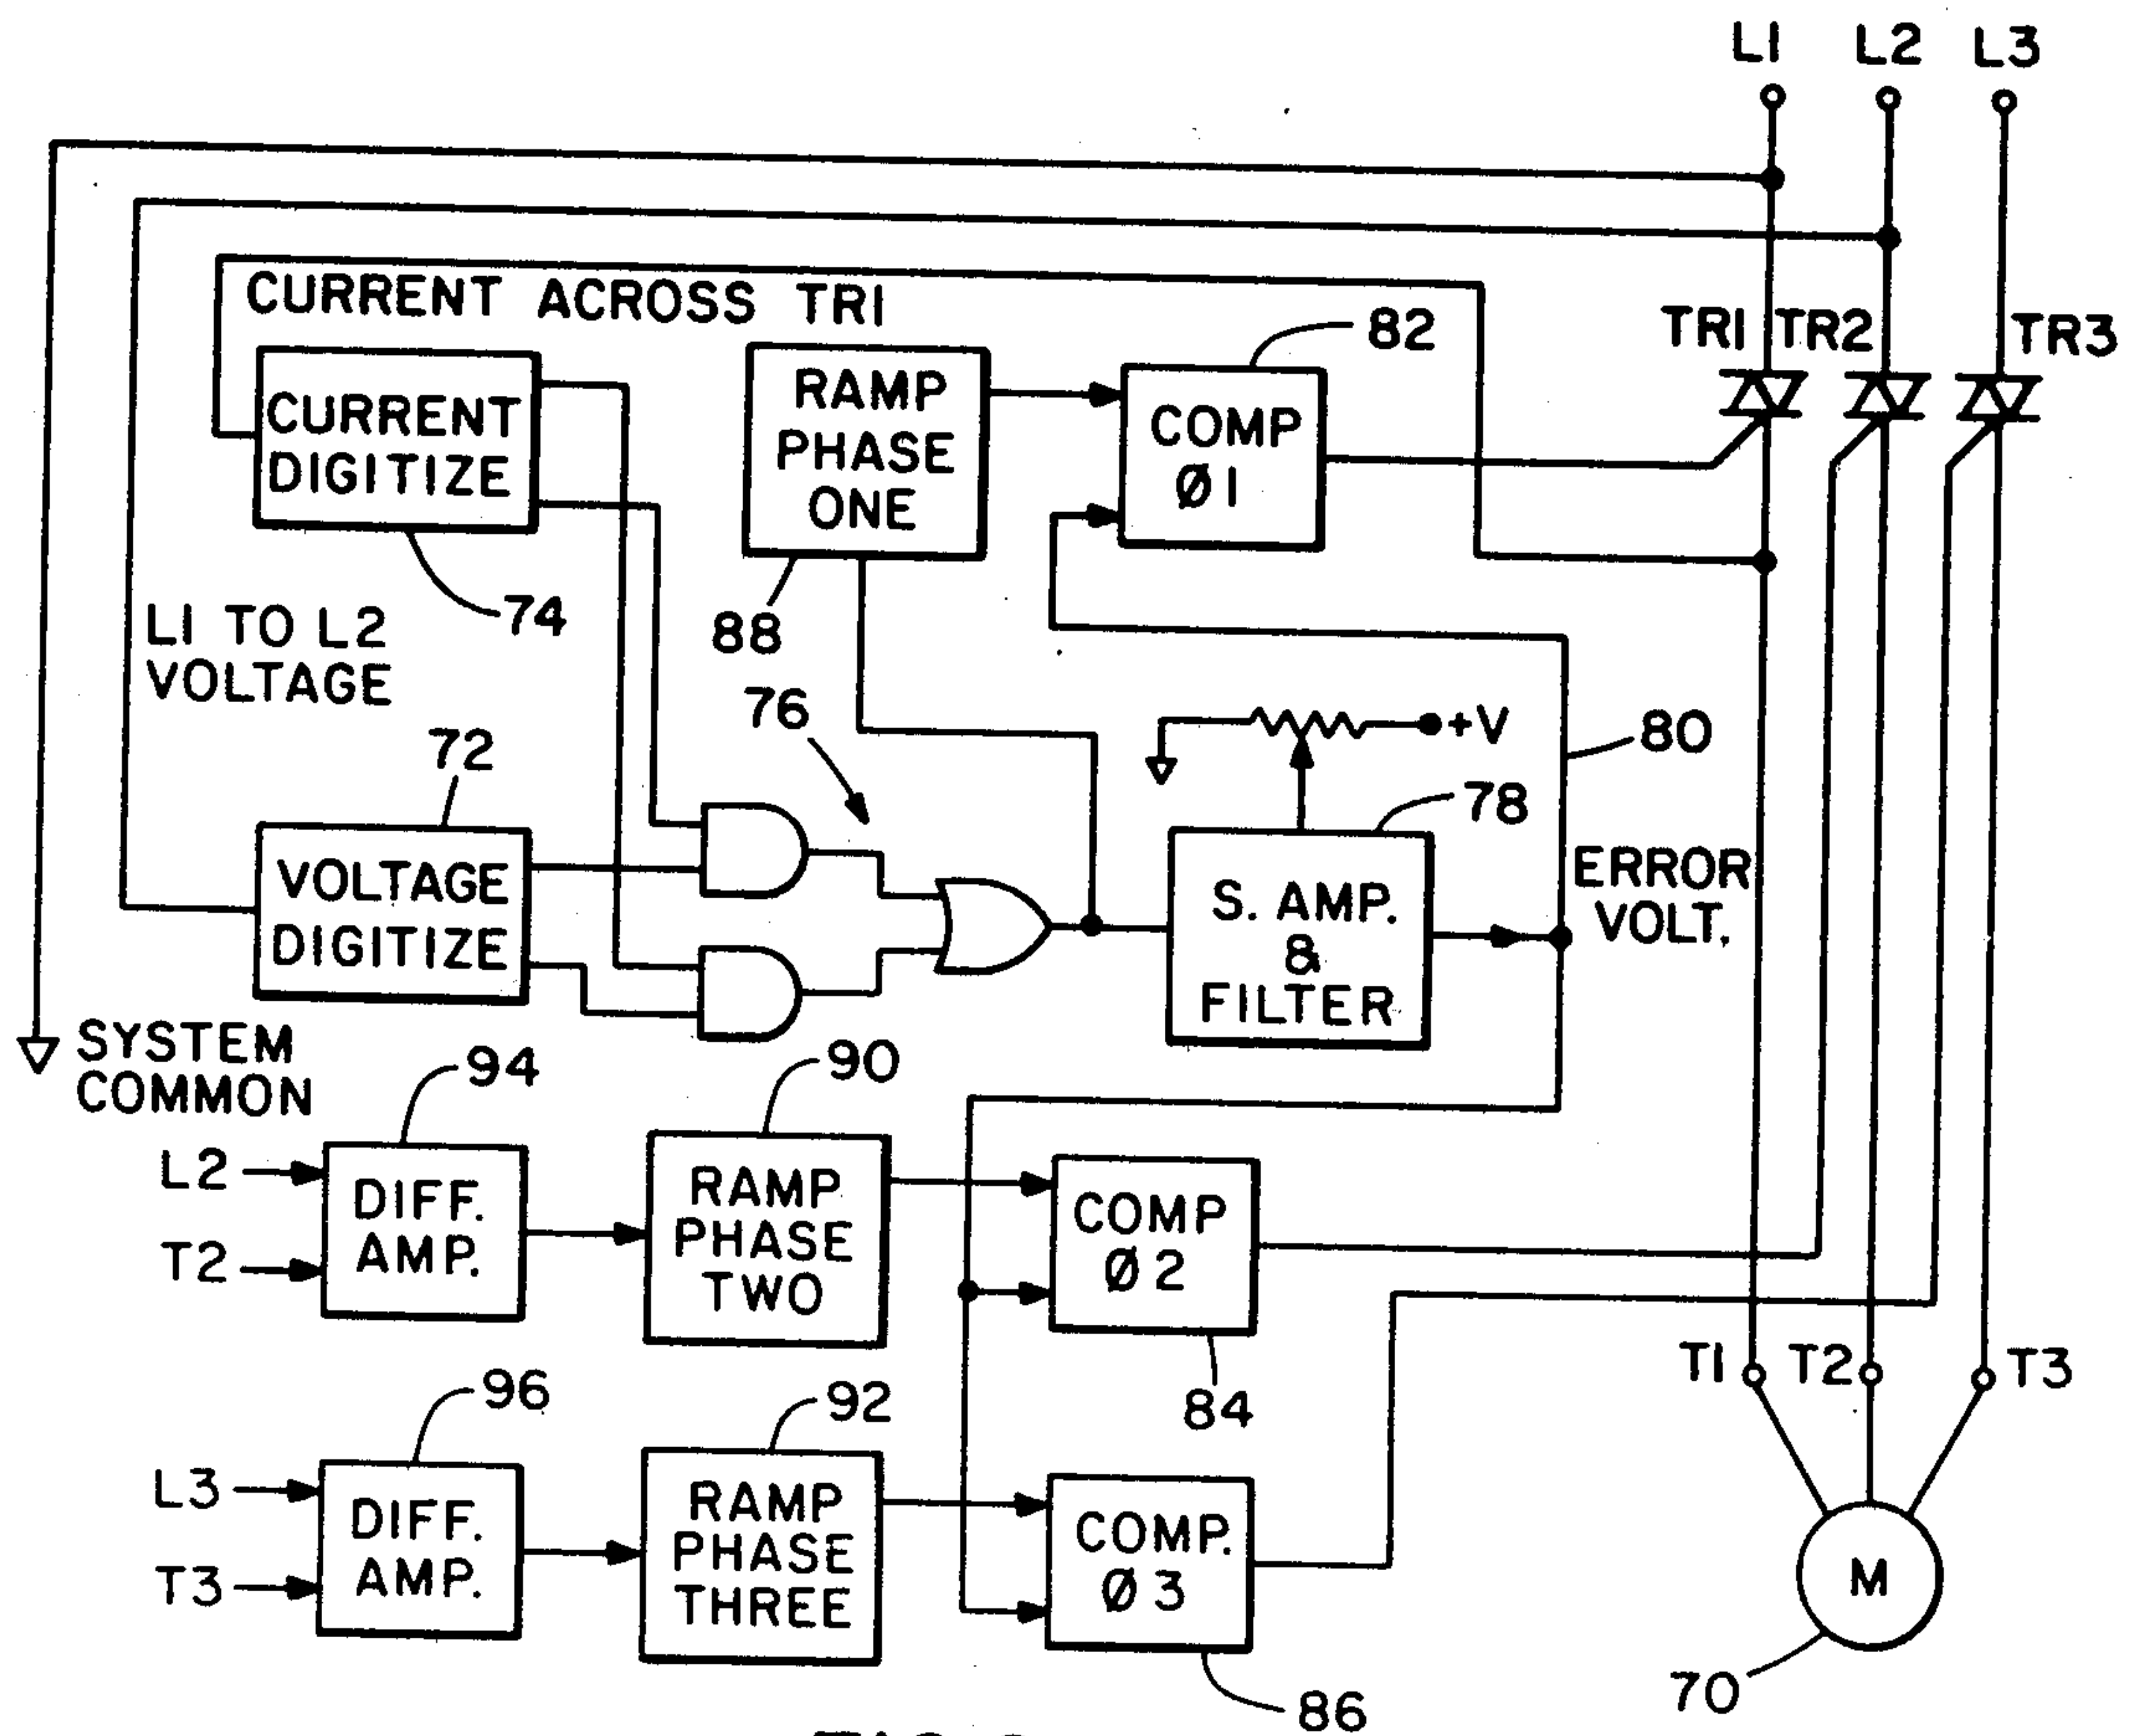 L1 L2 L3
CURRENT ACROSS TR1
82
TR1 TR2 TR3
CURRENT
DIGITIZE
RAMP
PHASE
ONE
COMP
Ø1
74
88
L1 TO L2
VOLTAGE
76
+V
80
72
78
VOLTAGE
DIGITIZE
S. AMP.
&
FILTER
ERROR
VOLT.
SYSTEM
COMMON
94
90
L2
T2
DIFF.
AMP.
RAMP
PHASE
TWO
COMP
Ø2
84
T1 T2 T3
96
92
L3
T3
DIFF.
AMP.
RAMP
PHASE
THREE
COMP.
Ø3
86
M
70